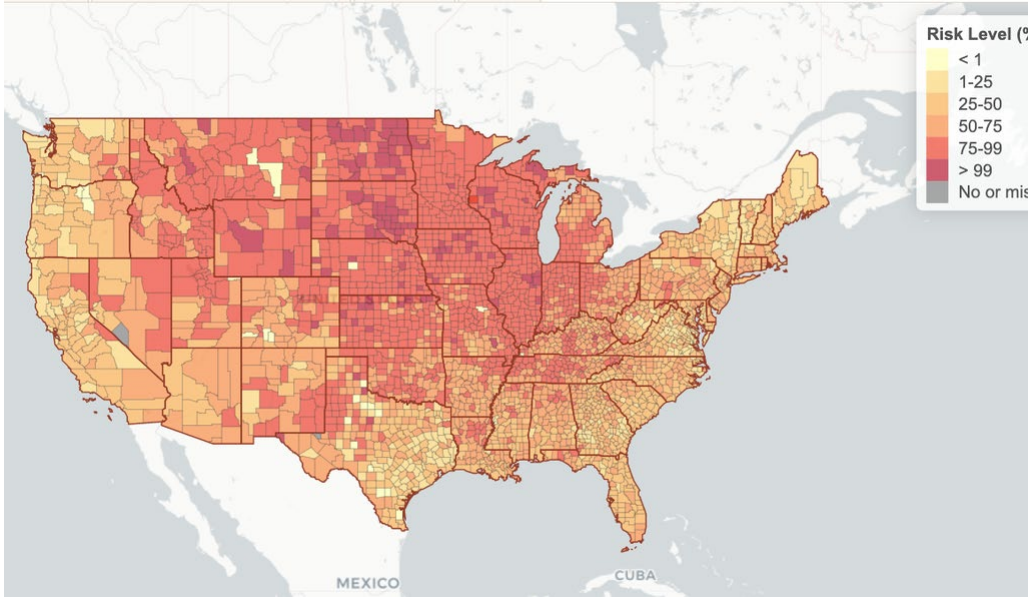 Risk Level (%
< 1
1-25
25-50
50-75
75-99
> 99
No or mis
MEXICO
CUBA